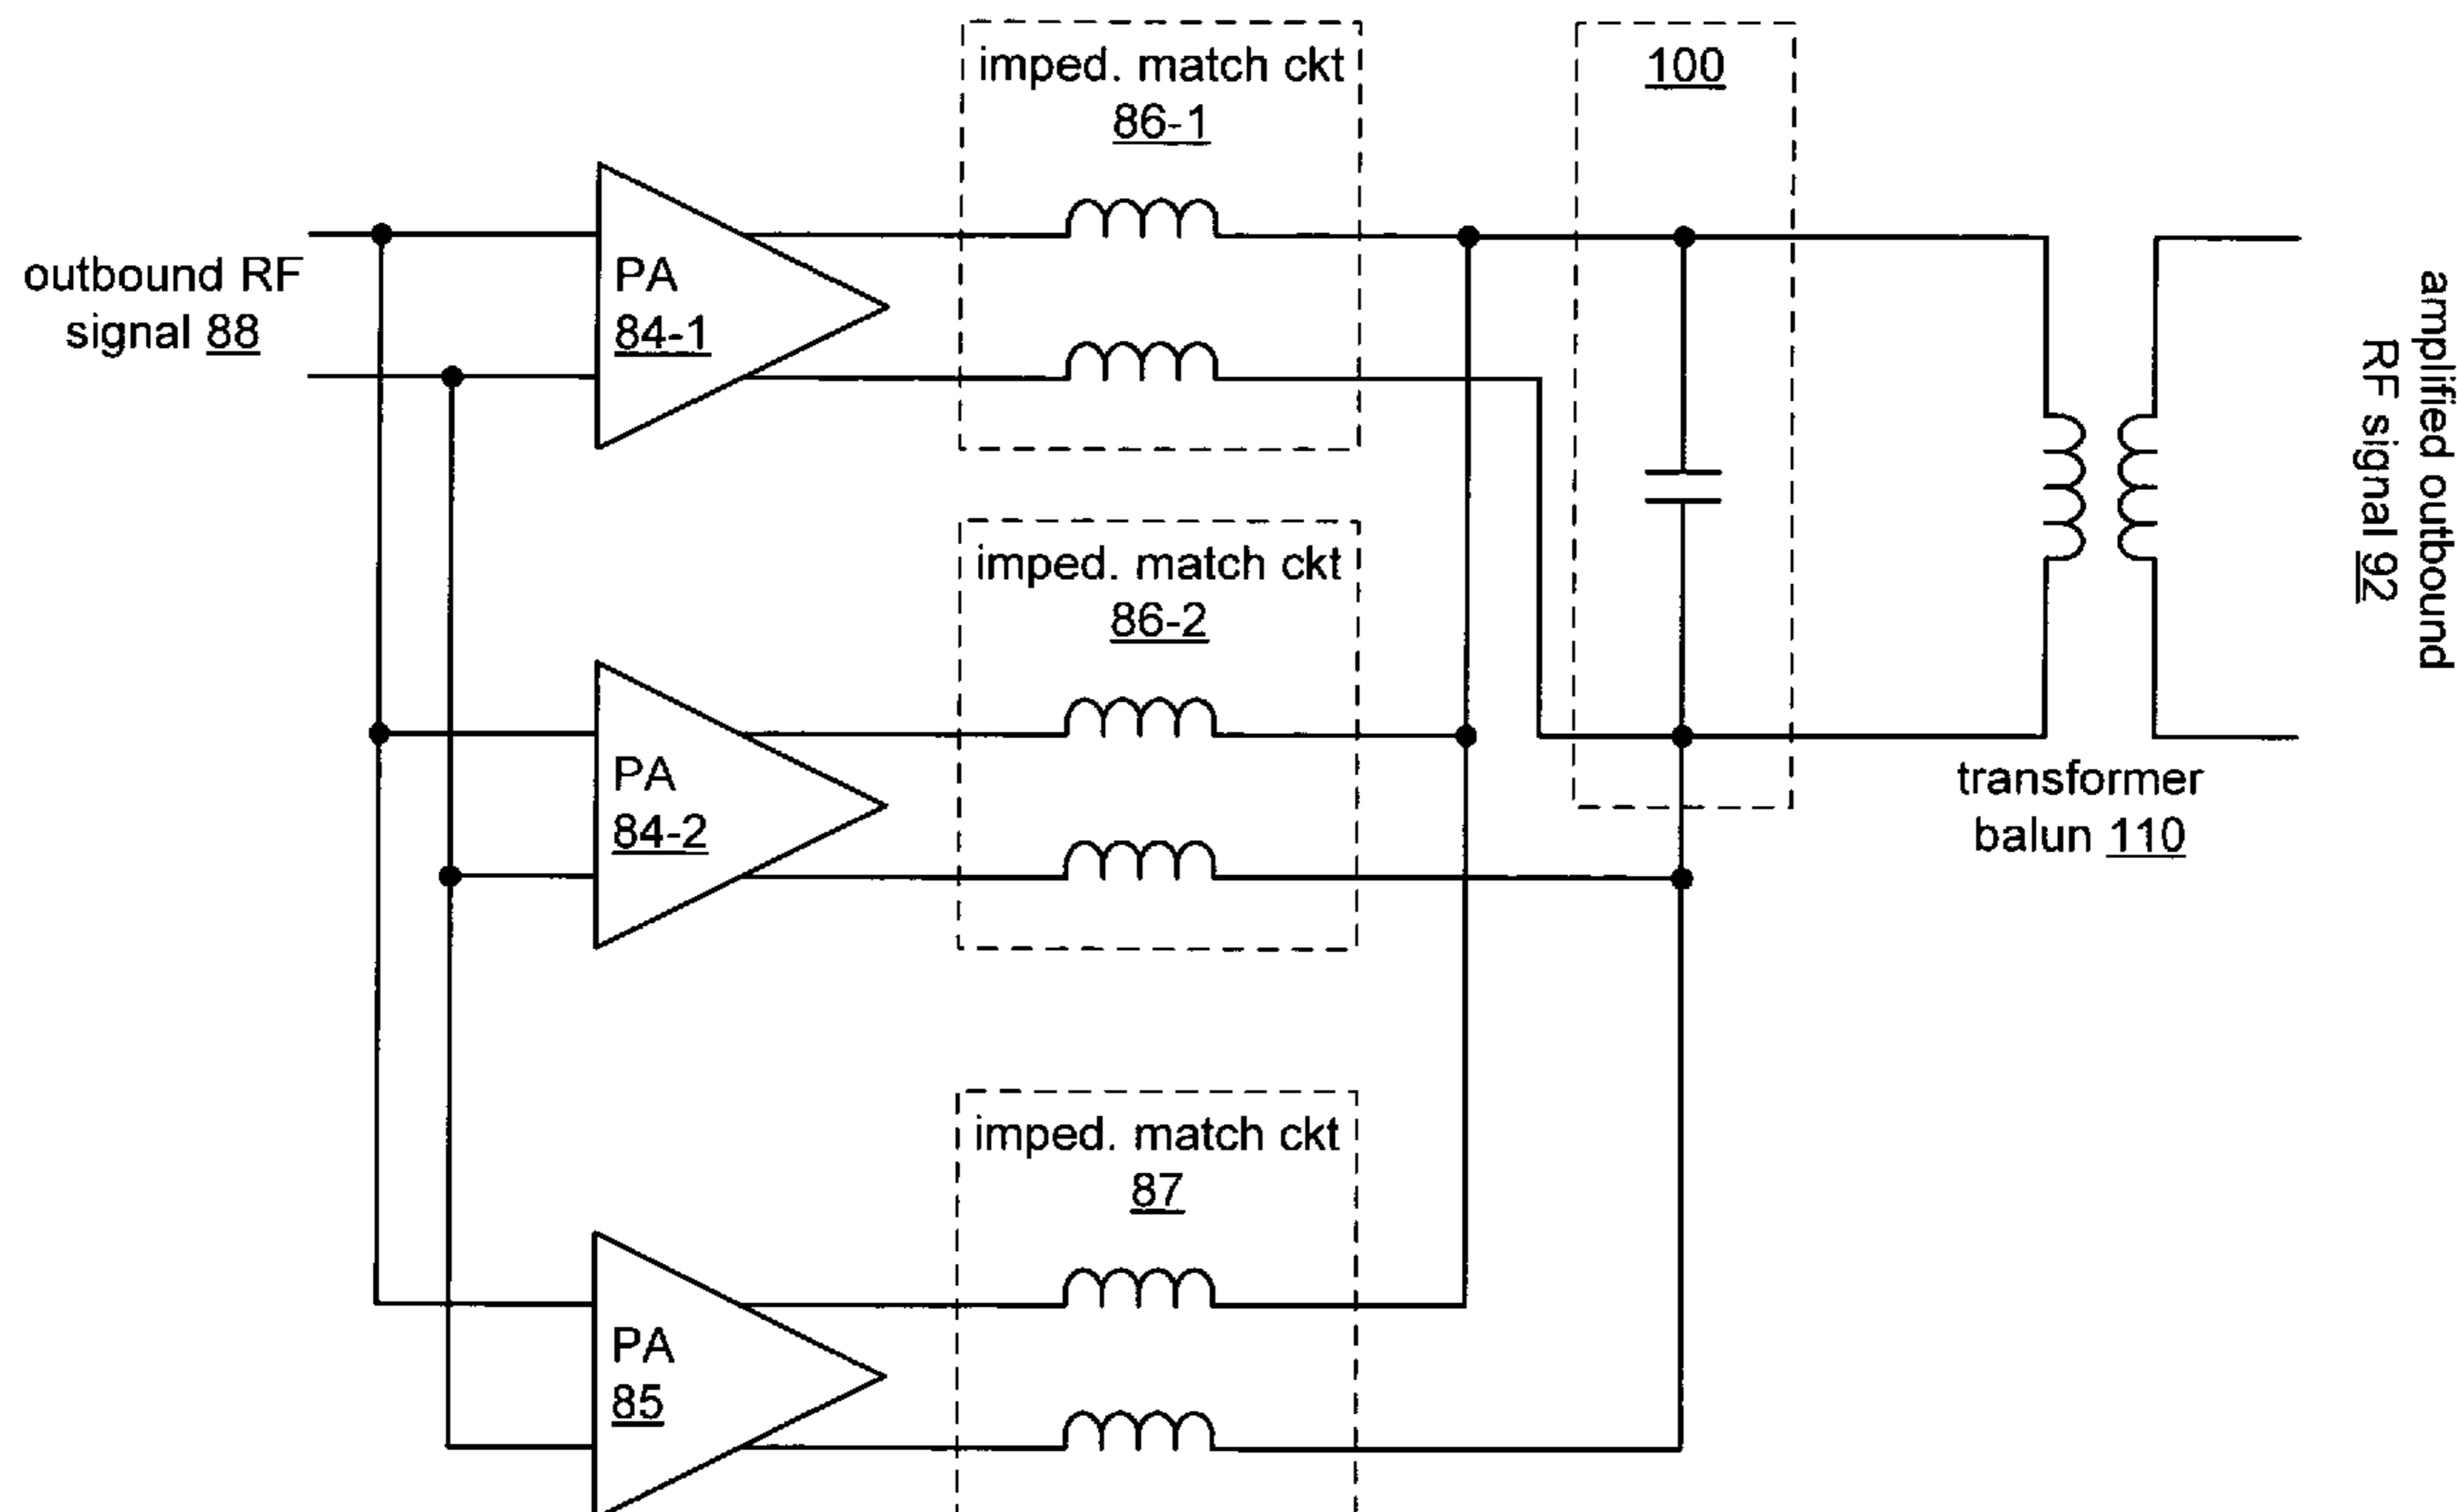 imped. match ckt
86-1
100
outbound RF
signal 88
PA
84-1
amplified outbound
RF signal 92
imped. match ckt
86-2
PA
84-2
transformer
balun 110
imped. match ckt
87
PA
85